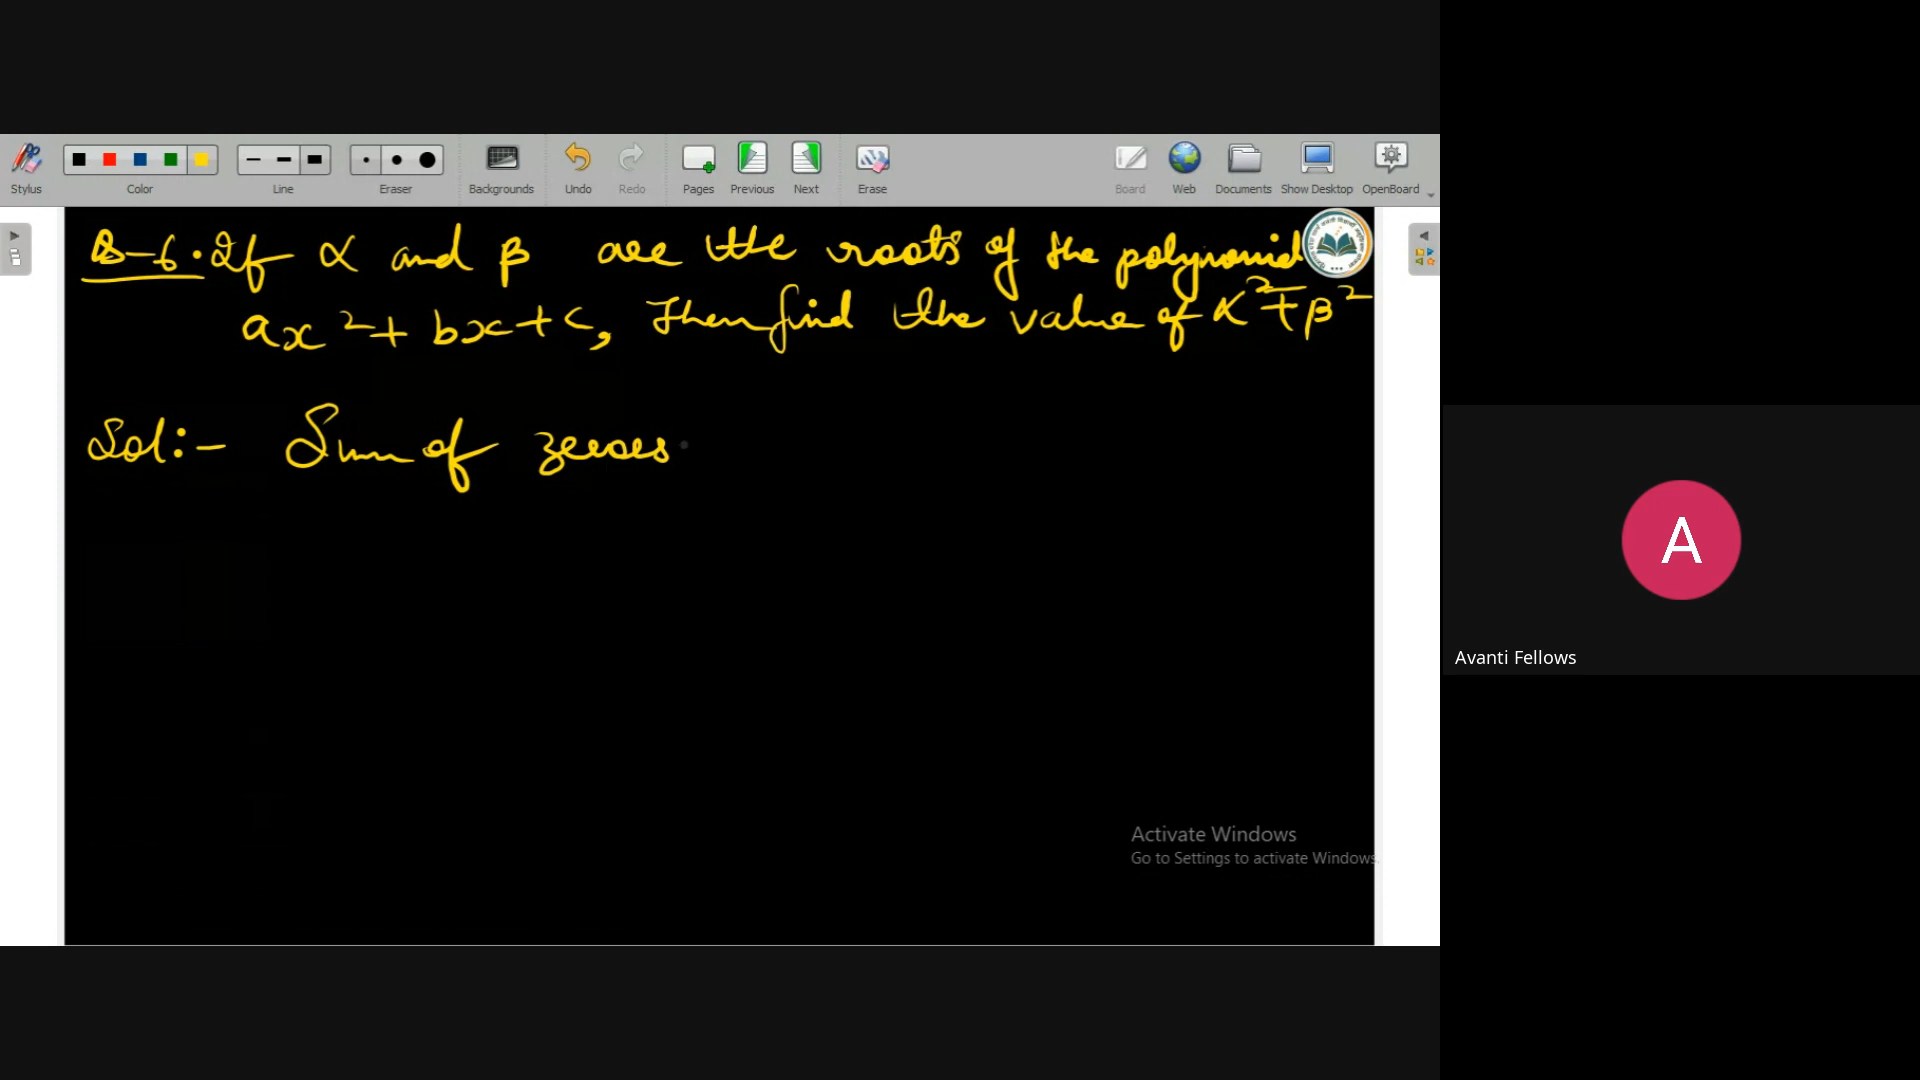 Stylus Color Line Eraser Backgrounds Undo Redo Pages Previous Next Erase Board Web Documents Show Desktop OpenBoard
Q-6. If α and β are the roots of the polynomial
ax²+bx+c, then find the value of α²+β²
Sol:- Sum of zeroes
Activate Windows
Go to Settings to activate Windows.
A
Avanti Fellows